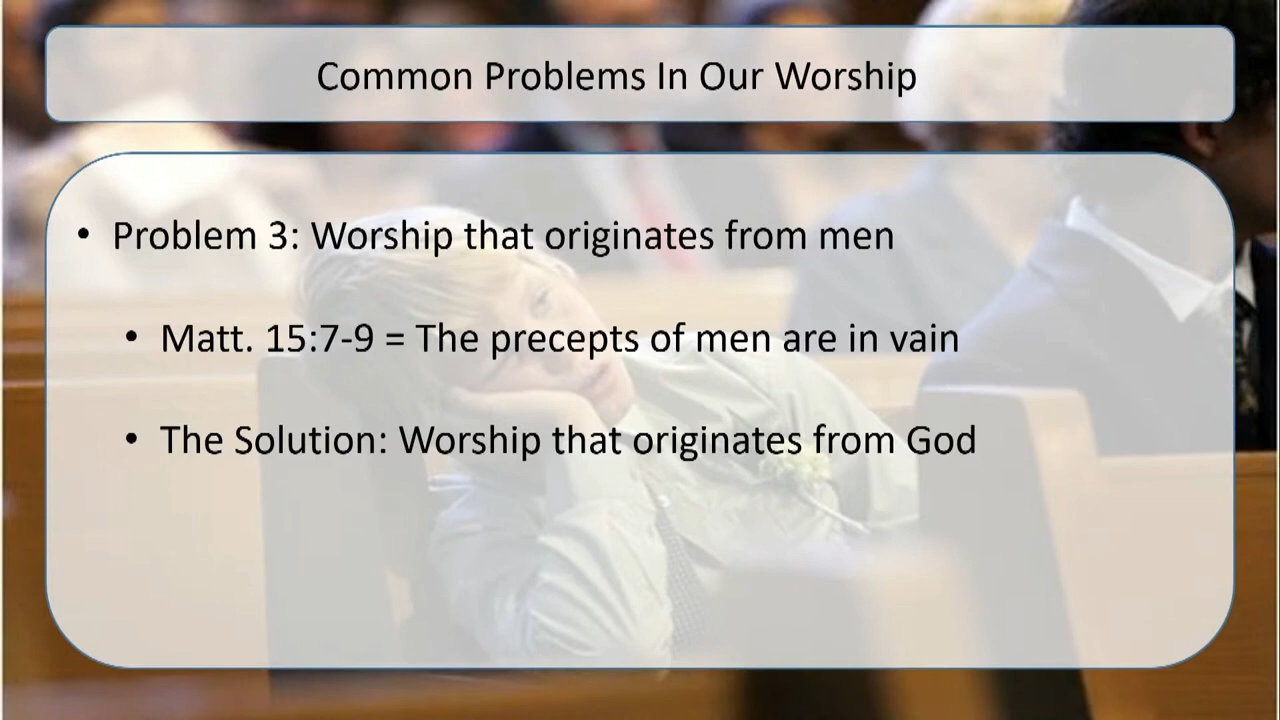 Common Problems In Our Worship
• Problem 3: Worship that originates from men
• Matt. 15:7-9 = The precepts of men are in vain
• The Solution: Worship that originates from God